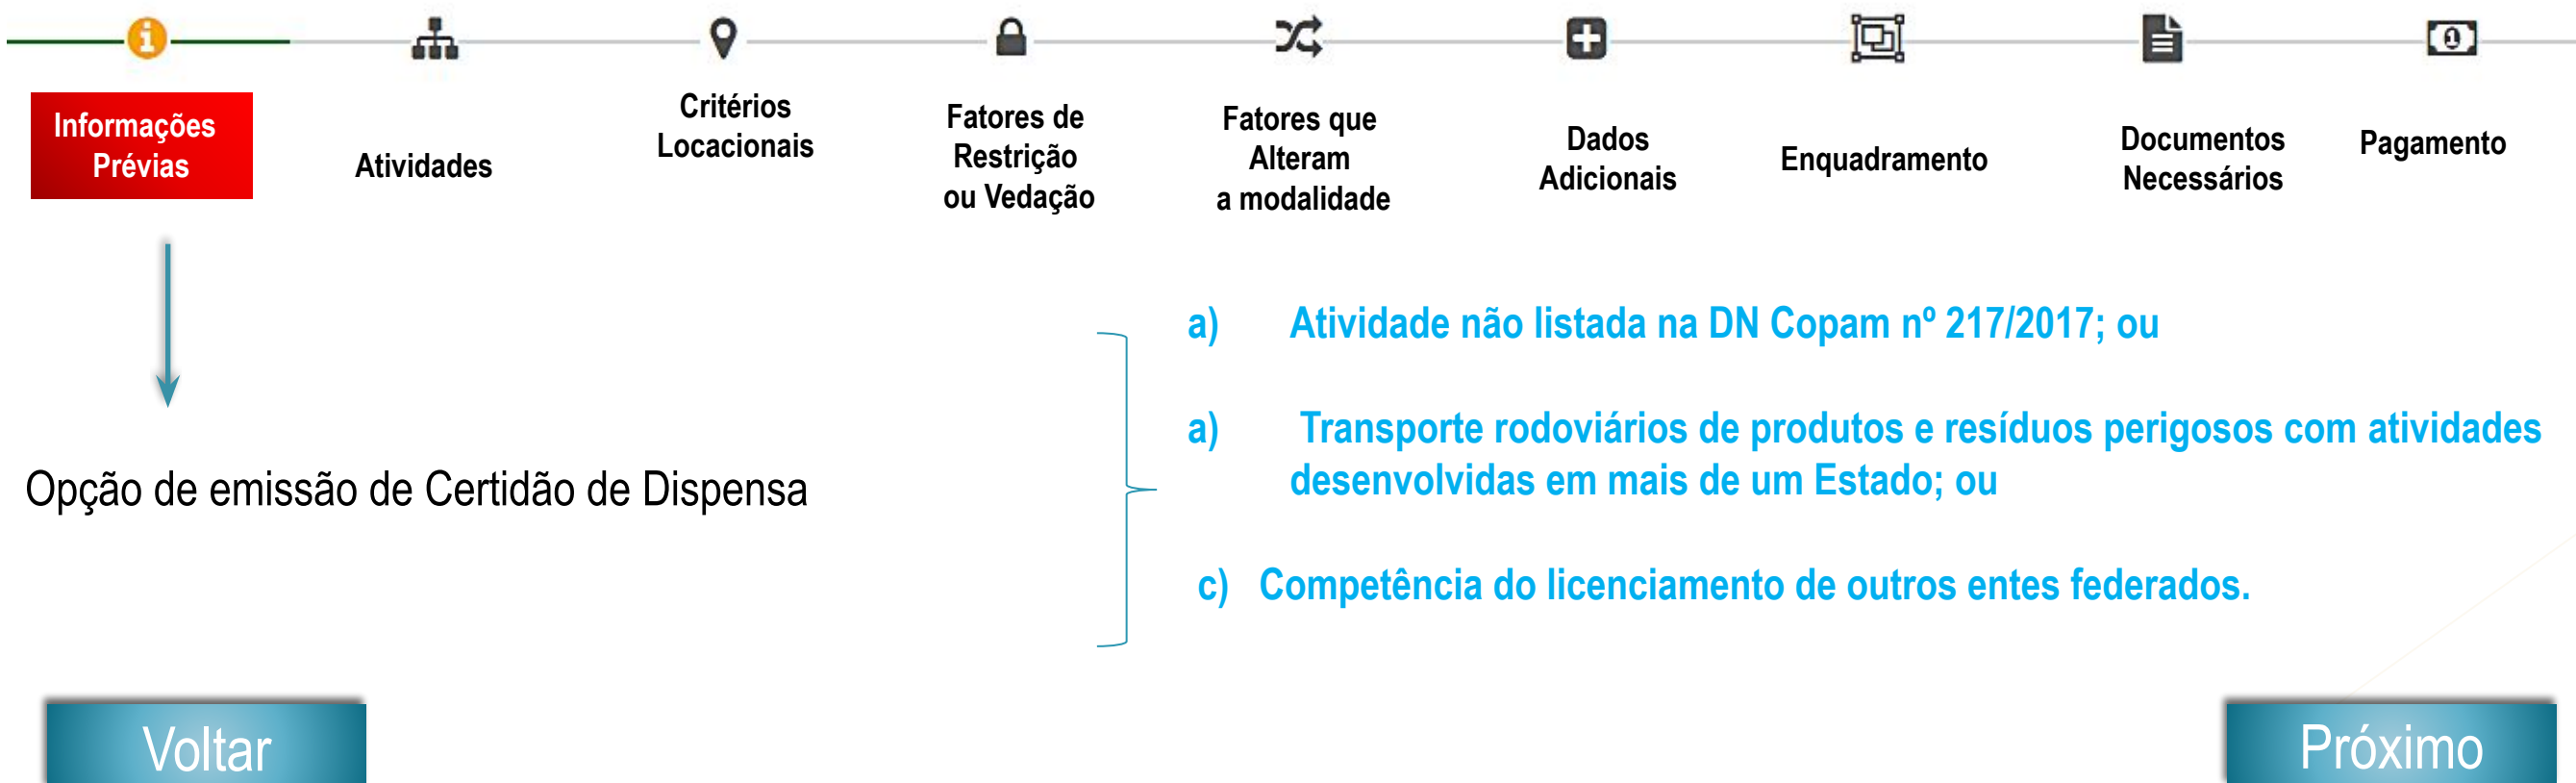 Informações
Prévias
Atividades
Critérios
Locacionais
Fatores de
Restrição
ou Vedação
Fatores que
Alteram
a modalidade
Dados
Adicionais
Enquadramento
Documentos
Necessários
Pagamento
Opção de emissão de Certidão de Dispensa
a) Atividade não listada na DN Copam nº 217/2017; ou
a) Transporte rodoviários de produtos e resíduos perigosos com atividades
desenvolvidas em mais de um Estado; ou
c) Competência do licenciamento de outros entes federados.
Voltar
Próximo